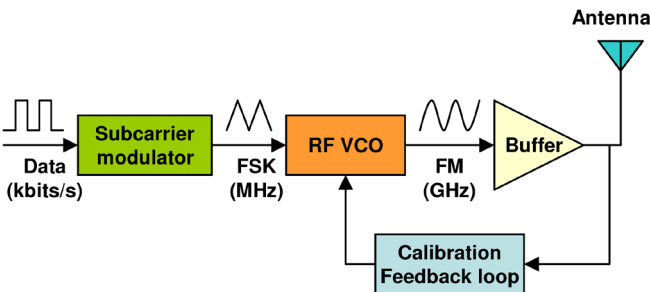 Antenna
Subcarrier
modulator
RF VCO
Buffer
Data
(kbits/s)
FSK
(MHz)
FM
(GHz)
Calibration
Feedback loop